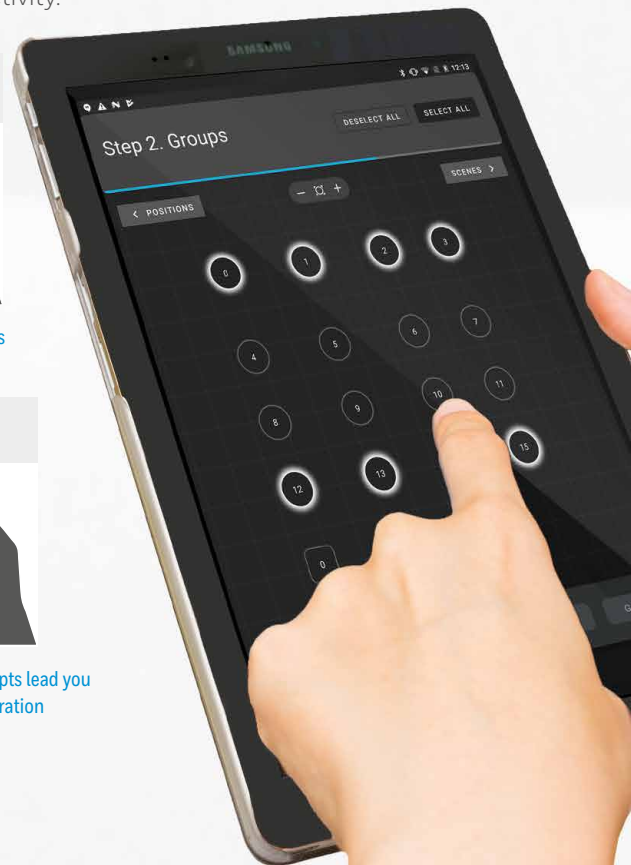 tivity.
SAMSUNG
12:13
Step 2. Groups
DESELECT ALL
SELECT ALL
< POSITIONS
− +
SCENES >
0
1
2
3
4
5
6
7
8
9
10
11
12
13
15
0
G
s
pts lead you
ration